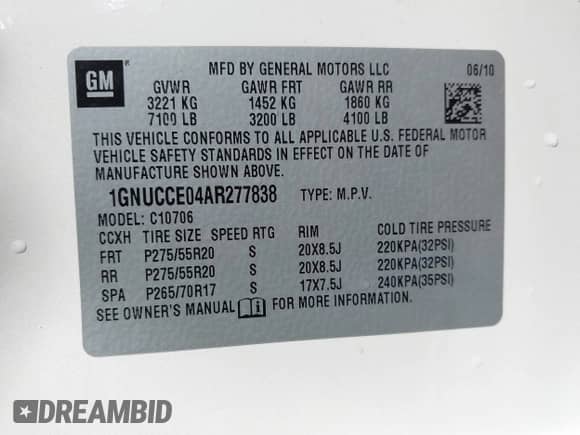 GM
®
MFD BY GENERAL MOTORS LLC 06/10
GVWR GAWR FRT GAWR RR
3221 KG 1452 KG 1860 KG
7100 LB 3200 LB 4100 LB
THIS VEHICLE CONFORMS TO ALL APPLICABLE U.S. FEDERAL MOTOR
VEHICLE SAFETY STANDARDS IN EFFECT ON THE DATE OF
MANUFACTURE SHOWN ABOVE.
1GNUCCE04AR277838 TYPE: M.P.V.
MODEL: C10706
CCXH TIRE SIZE SPEED RTG RIM COLD TIRE PRESSURE
FRT P275/55R20 S 20X8.5J 220KPA(32PSI)
RR P275/55R20 S 20X8.5J 220KPA(32PSI)
SPA P265/70R17 S 17X7.5J 240KPA(35PSI)
SEE OWNER'S MANUAL FOR MORE INFORMATION.
DREAMBID